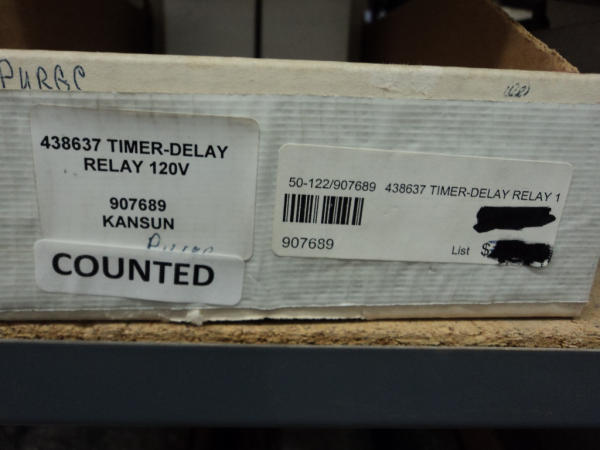 PURGE
438637 TIMER-DELAY
RELAY 120V
907689
KANSUN
COUNTED
50-122/907689 438637 TIMER-DELAY RELAY 1
907689
List $